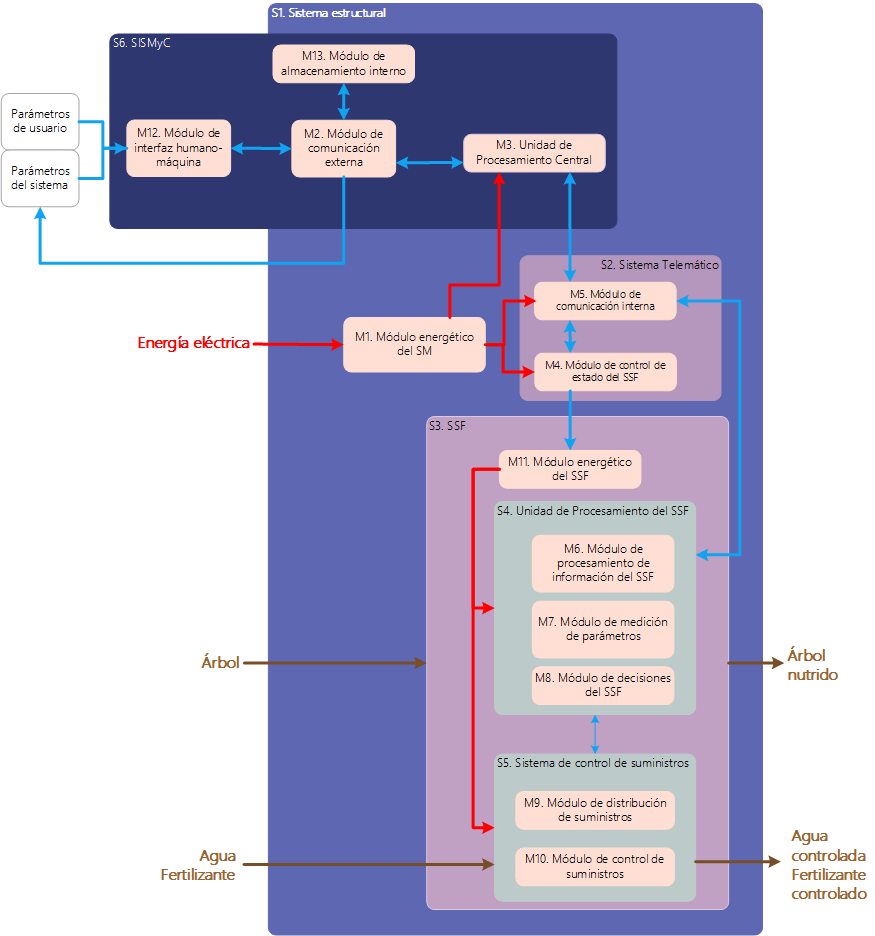 S1. Sistema estructural
S6. SISMyC
M13. Módulo de
almacenamiento interno
Parámetros
de usuario
Parámetros
del sistema
M12. Módulo de
interfaz humano-
máquina
M2. Módulo de
comunicación
externa
M3. Unidad de
Procesamiento Central
S2. Sistema Telemático
M5. Módulo de
comunicación interna
Energía eléctrica
M1. Módulo energético
del SM
M4. Módulo de control de
estado del SSF
S3. SSF
M11. Módulo energético
del SSF
S4. Unidad de Procesamiento del SSF
M6. Módulo de
procesamiento de
información del SSF
M7. Módulo de medición
de parámetros
M8. Módulo de decisiones
del SSF
Árbol
Árbol
nutrido
S5. Sistema de control de suministros
M9. Módulo de distribución
de suministros
M10. Módulo de control de
suministros
Agua
Fertilizante
Agua
controlada
Fertilizante
controlado